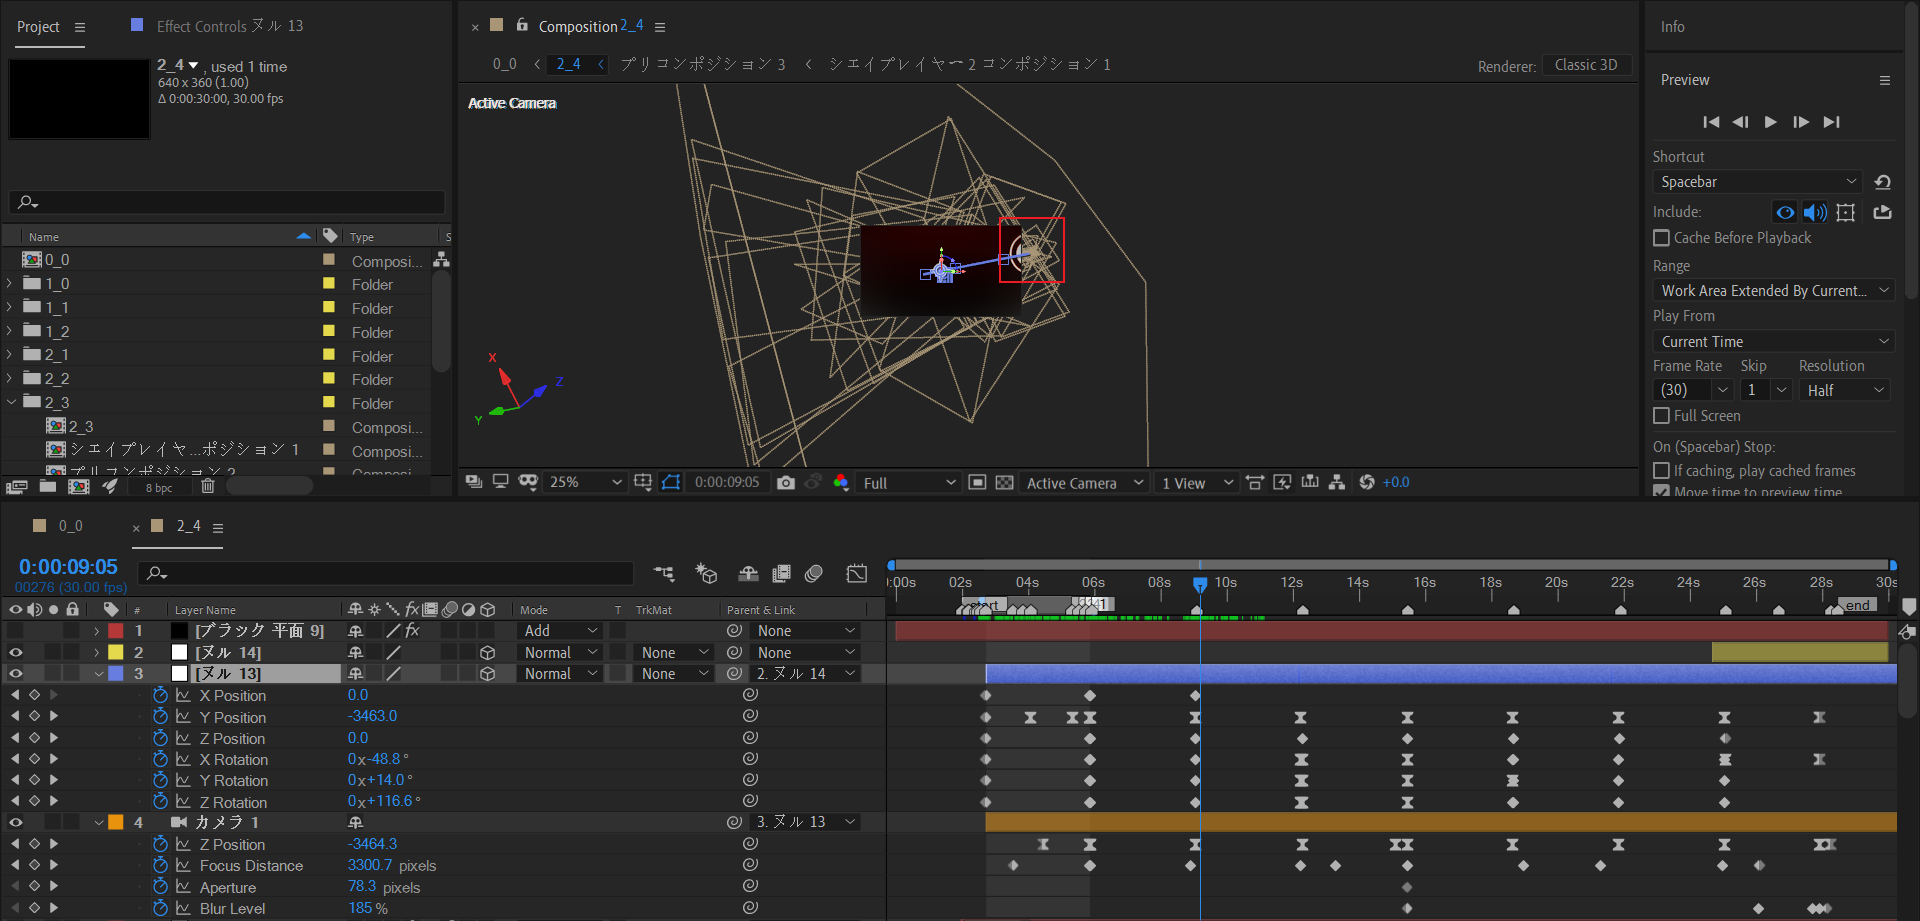 Project
Effect Controls ヌル 13
2_4 , used 1 time
640 x 360 (1.00)
Δ 0:00:30:00, 30.00 fps
Name
Type
S
0_0
Composi...
1_0
Folder
1_1
Folder
1_2
Folder
2_1
Folder
2_2
Folder
2_3
Folder
2_3
Composi...
シエイプレイヤ...ポジション 1
Composi...
プリコンポジション 2
Composi...
8 bpc
Composition 2_4
0_0
2_4
プリコンポジション 3
シエイプレイヤー 2 コンポジション 1
Renderer:
Classic 3D
Active Camera
X
Y
Z
25%
0:00:09:05
Full
Active Camera
1 View
+0.0
Info
Preview
Shortcut
Spacebar
Include:
Cache Before Playback
Range
Work Area Extended By Current...
Play From
Current Time
Frame Rate
Skip
Resolution
(30)
1
Half
Full Screen
On (Spacebar) Stop:
If caching, play cached frames
Move time to preview time
0_0
2_4
0:00:09:05
00276 (30.00 fps)
#
Layer Name
fx
Mode
T
TrkMat
Parent & Link
:00s
02s
04s
06s
08s
10s
12s
14s
16s
18s
20s
22s
24s
26s
28s
30s
start
end
1
[ブラック 平面 9]
fx
Add
None
2
[ヌル 14]
Normal
None
None
3
[ヌル 13]
Normal
None
2. ヌル 14
X Position
0.0
Y Position
-3463.0
Z Position
0.0
X Rotation
0x-48.8°
Y Rotation
0x+14.0°
Z Rotation
0x+116.6°
4
カメラ 1
3. ヌル 13
Z Position
-3464.3
Focus Distance
3300.7 pixels
Aperture
78.3 pixels
Blur Level
185 %